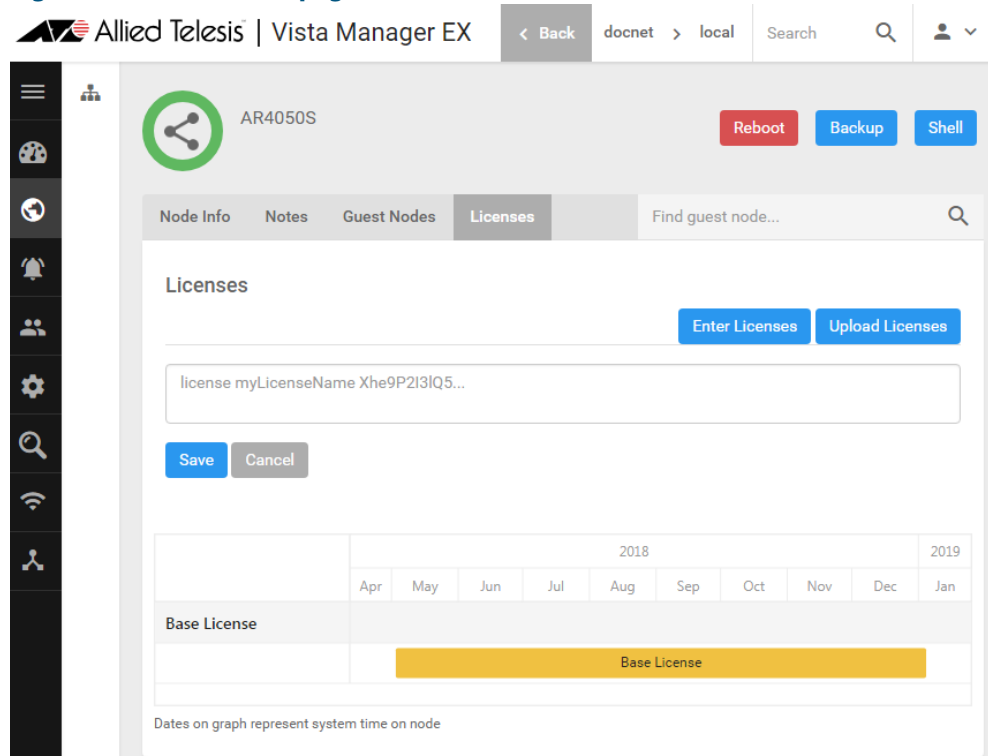 Allied Telesis | Vista Manager EX
Back
docnet > local
Search
AR4050S
Reboot
Backup
Shell
Node Info
Notes
Guest Nodes
Licenses
Find guest node...
Licenses
Enter Licenses
Upload Licenses
license myLicenseName Xhe9P2I3lQ5...
Save
Cancel
2018
2019
Apr
May
Jun
Jul
Aug
Sep
Oct
Nov
Dec
Jan
Base License
Base License
Dates on graph represent system time on node